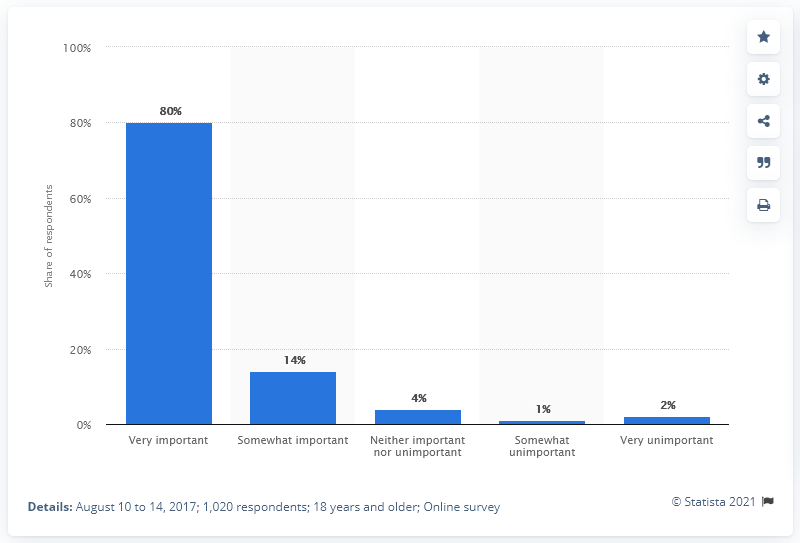 100%
80%
60%
40%
20%
0%
Share of respondents
80%
14%
4%
1%
2%
Very important
Somewhat important
Neither important
nor unimportant
Somewhat
unimportant
Very unimportant
Details: August 10 to 14, 2017; 1,020 respondents; 18 years and older; Online survey
© Statista 2021